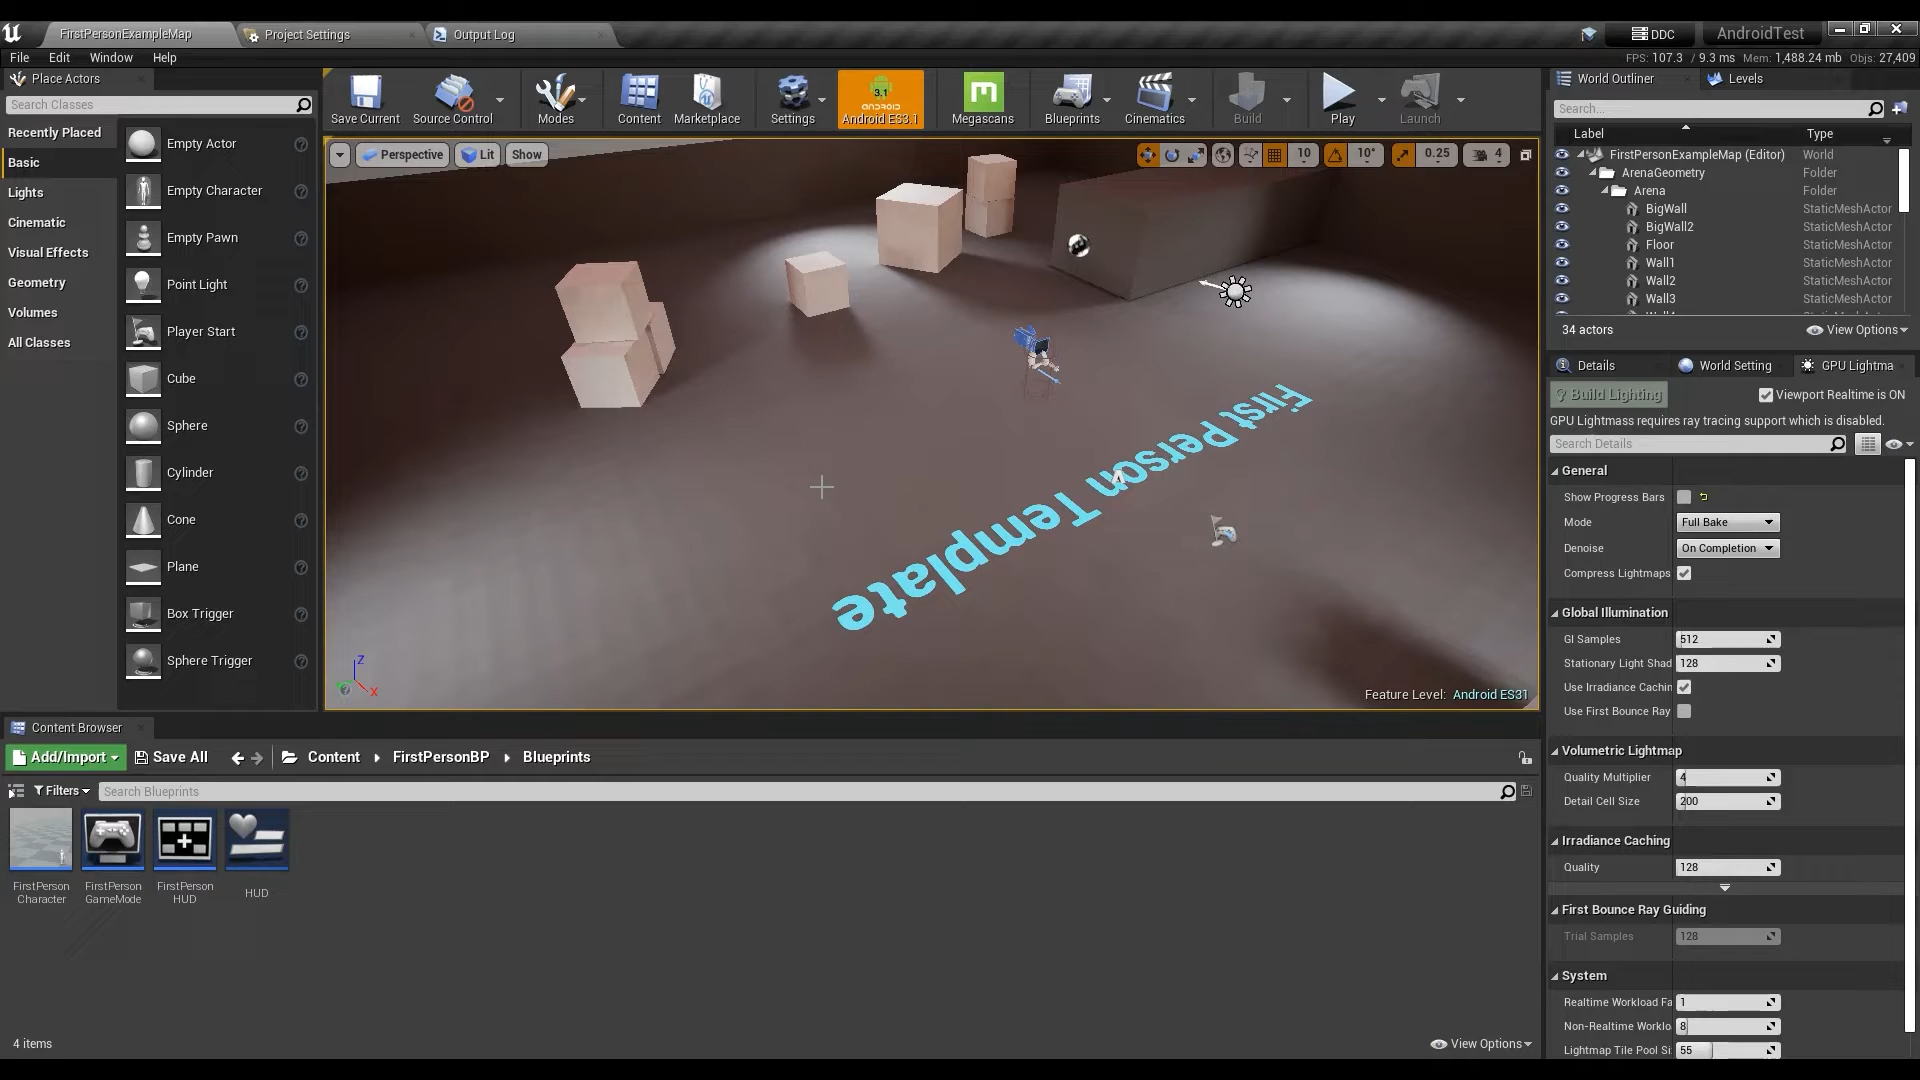 FirstPersonExampleMap
Project Settings
Output Log
DDC
AndroidTest
File
Edit
Window
Help
FPS: 107.3 / 9.3 ms Mem: 1,488.24 mb Objs: 27,409
Place Actors
Search Classes
Recently Placed
Basic
Lights
Cinematic
Visual Effects
Geometry
Volumes
All Classes
Empty Actor
Empty Character
Empty Pawn
Point Light
Player Start
Cube
Sphere
Cylinder
Cone
Plane
Box Trigger
Sphere Trigger
Save Current
Source Control
Modes
Content
Marketplace
Settings
3.1
ANDROID
Android ES3.1
Megascans
Blueprints
Cinematics
Build
Play
Launch
Perspective
Lit
Show
10
10°
0.25
4
First Person Template
Z
X
Feature Level: Android ES31
World Outliner
Levels
Search...
Label
Type
FirstPersonExampleMap (Editor) World
ArenaGeometry Folder
Arena Folder
BigWall StaticMeshActor
BigWall2 StaticMeshActor
Floor StaticMeshActor
Wall1 StaticMeshActor
Wall2 StaticMeshActor
Wall3 StaticMeshActor
34 actors
View Options
Details
World Setting
GPU Lightma
Build Lighting
Viewport Realtime is ON
GPU Lightmass requires ray tracing support which is disabled.
Search Details
General
Show Progress Bars
Mode Full Bake
Denoise On Completion
Compress Lightmaps
Global Illumination
GI Samples 512
Stationary Light Shad 128
Use Irradiance Cachin
Use First Bounce Ray
Volumetric Lightmap
Quality Multiplier 4
Detail Cell Size 200
Irradiance Caching
Quality 128
First Bounce Ray Guiding
Trial Samples 128
System
Realtime Workload Fa 1
Non-Realtime Worklo 8
Lightmap Tile Pool Si 55
Content Browser
Add/Import
Save All
Content
FirstPersonBP
Blueprints
Filters
Search Blueprints
FirstPerson
Character
FirstPerson
GameMode
FirstPerson
HUD
HUD
4 items
View Options